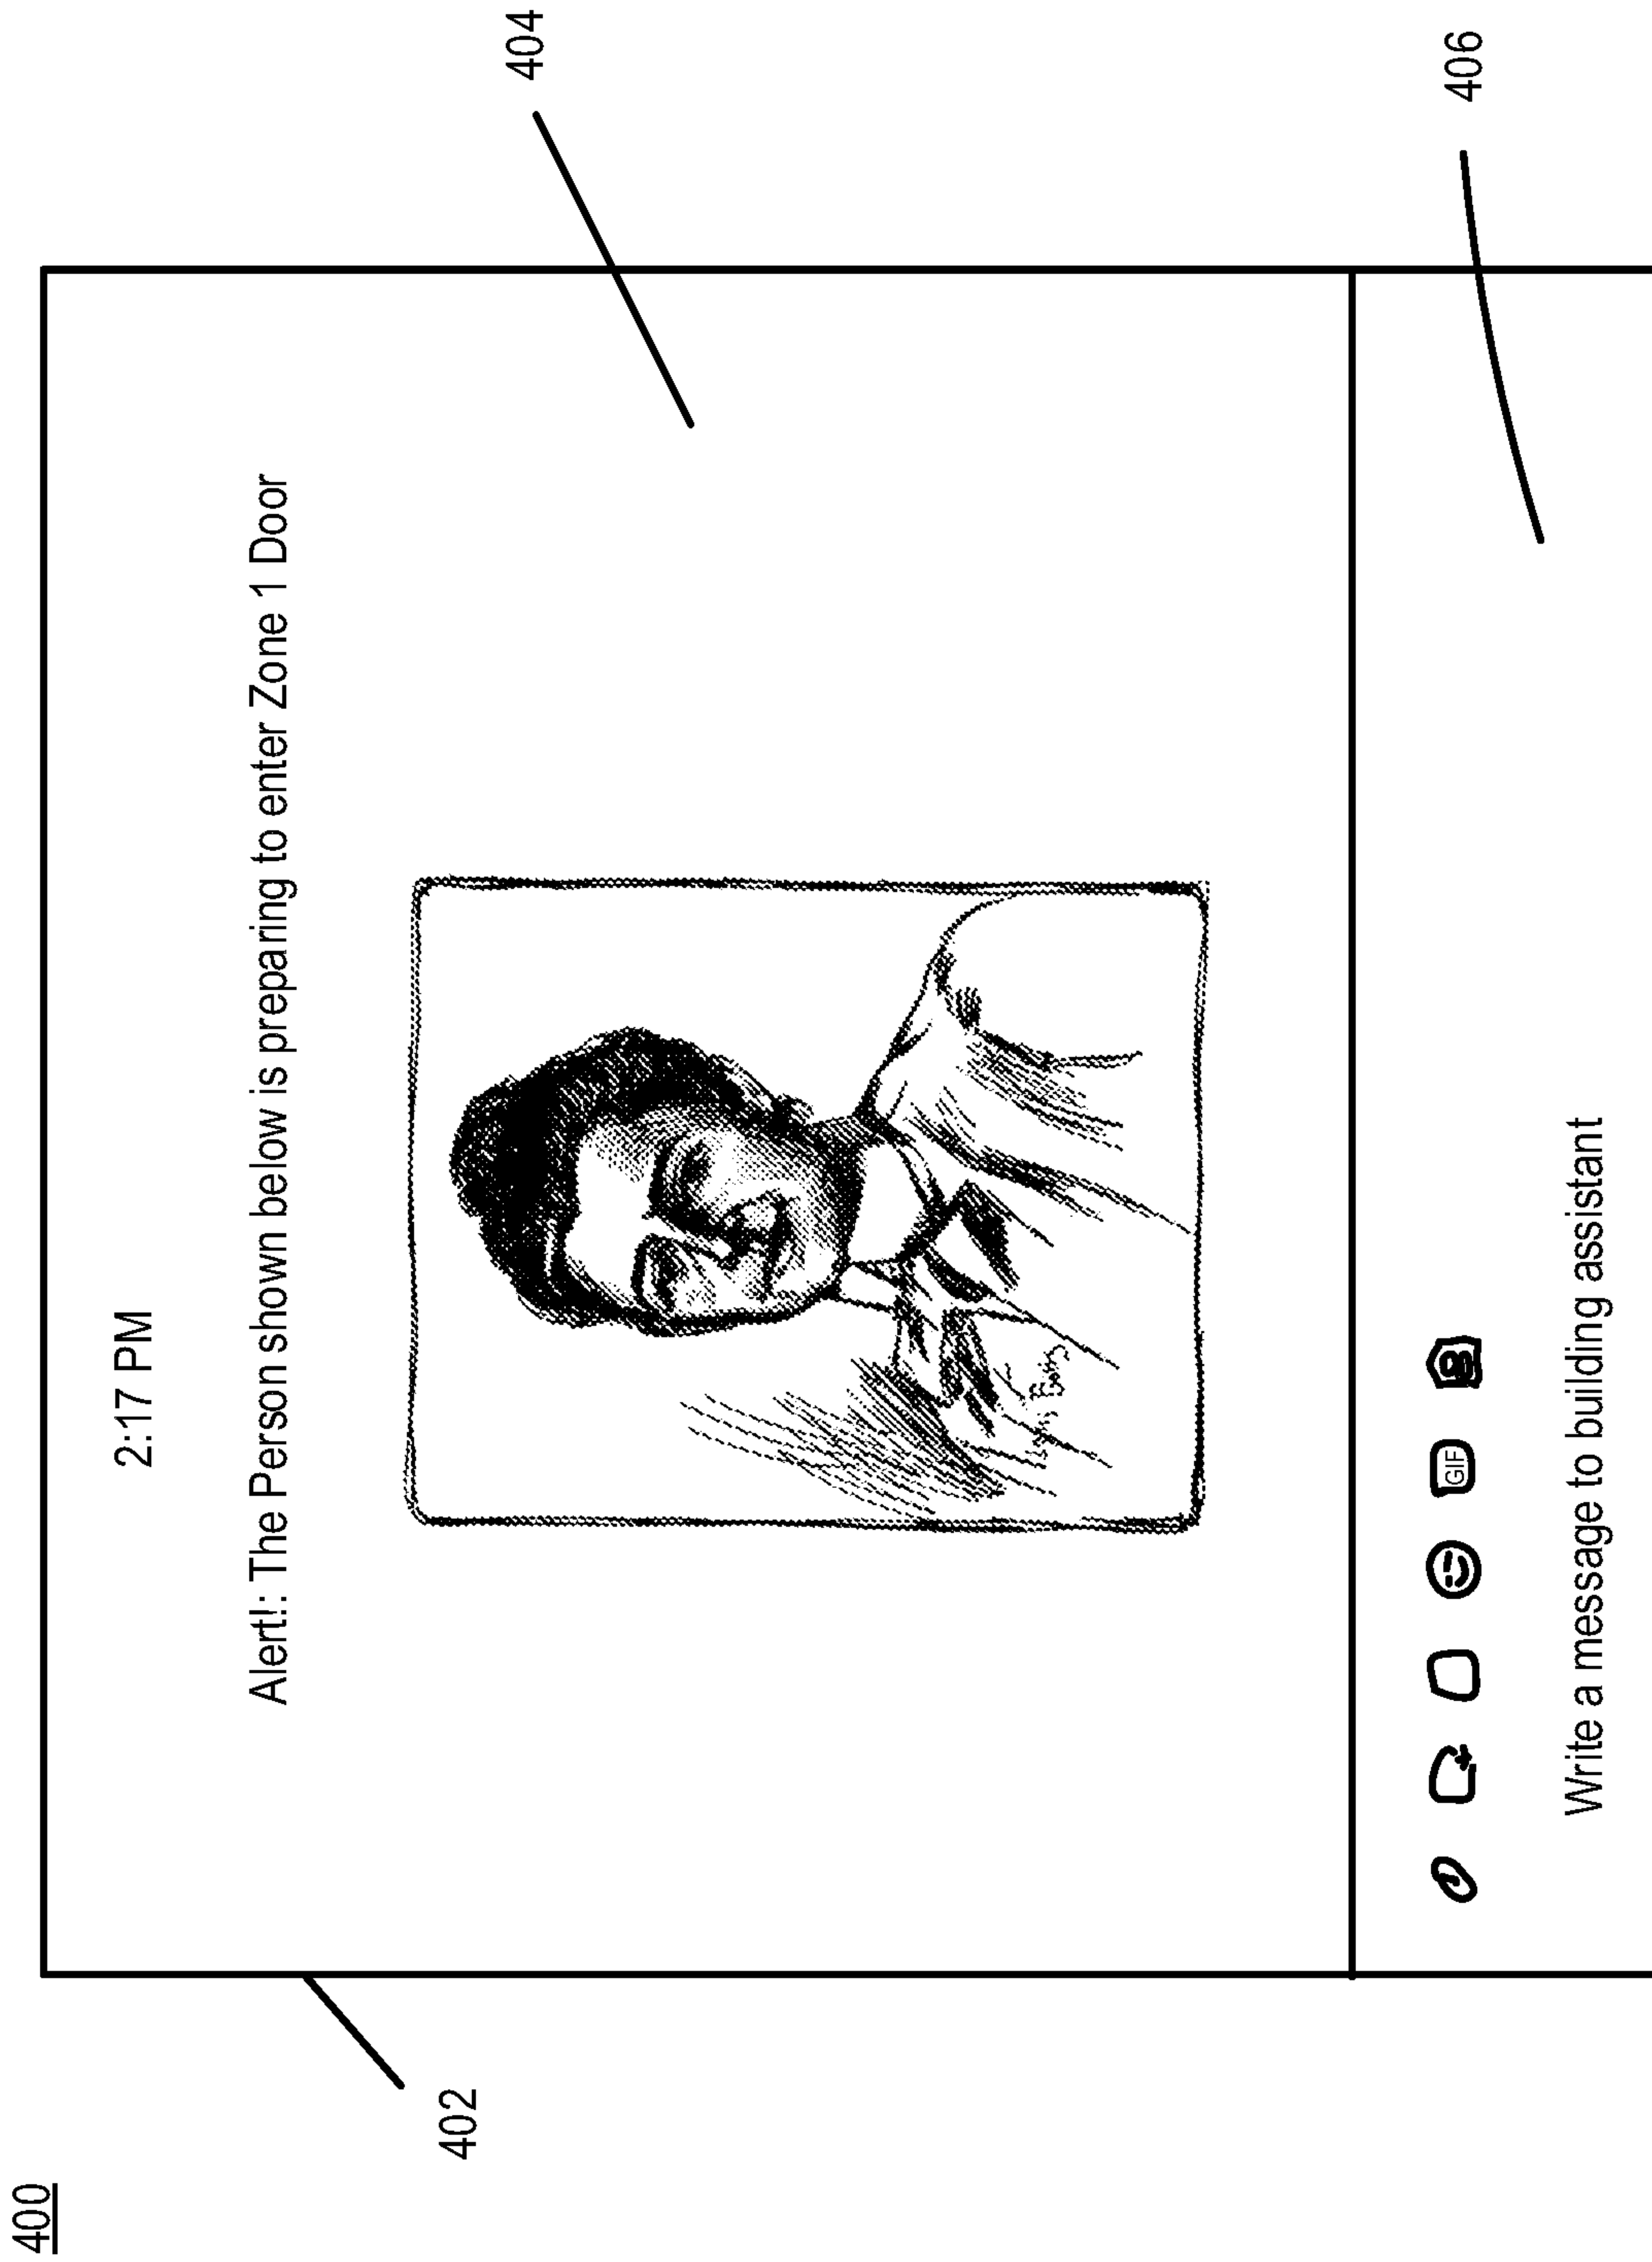 400
2:17 PM
Alert!: The Person shown below is preparing to enter Zone 1 Door
402
404
GIF
Write a message to building assistant
406